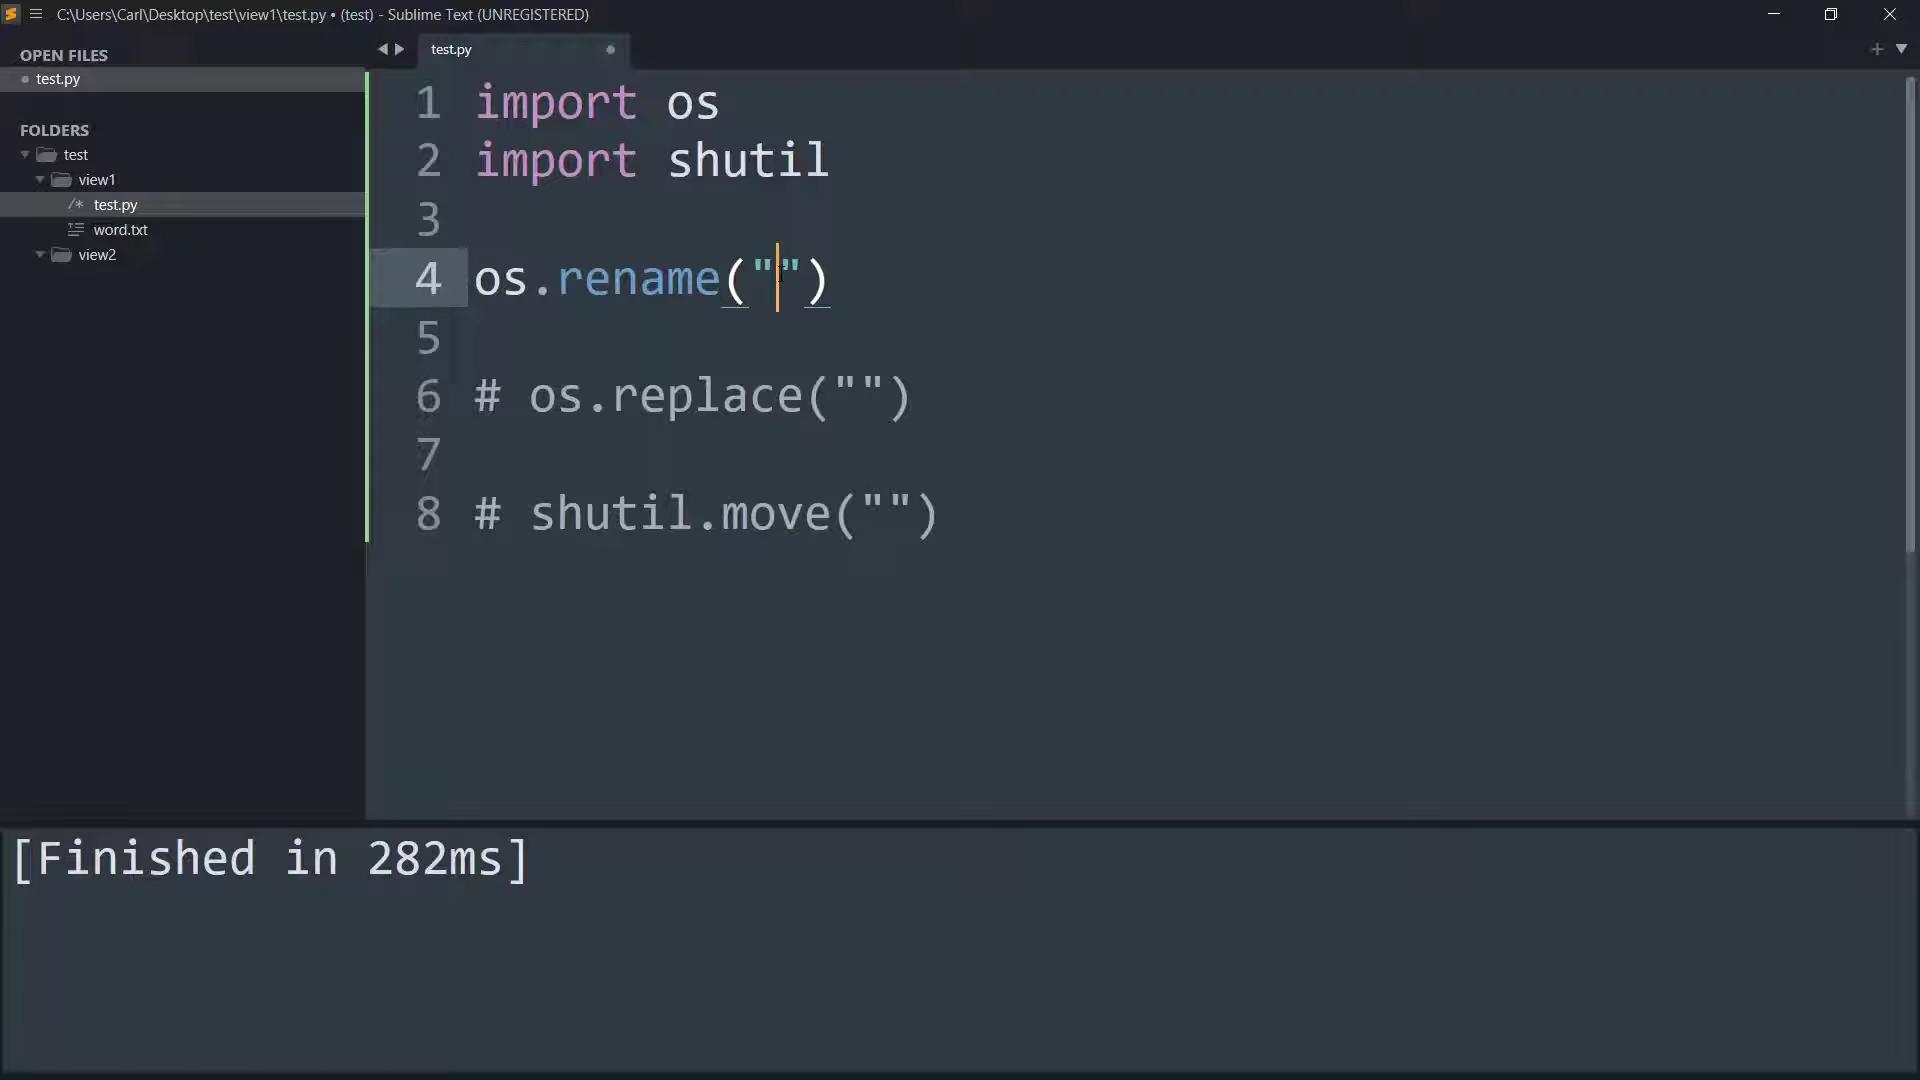 C:\Users\Carl\Desktop\test\view1\test.py • (test) - Sublime Text (UNREGISTERED)
OPEN FILES
test.py
FOLDERS
test
view1
/* test.py
word.txt
view2
test.py
1 import os
2 import shutil
3
4 os.rename("")
5
6 # os.replace("")
7
8 # shutil.move("")
[Finished in 282ms]